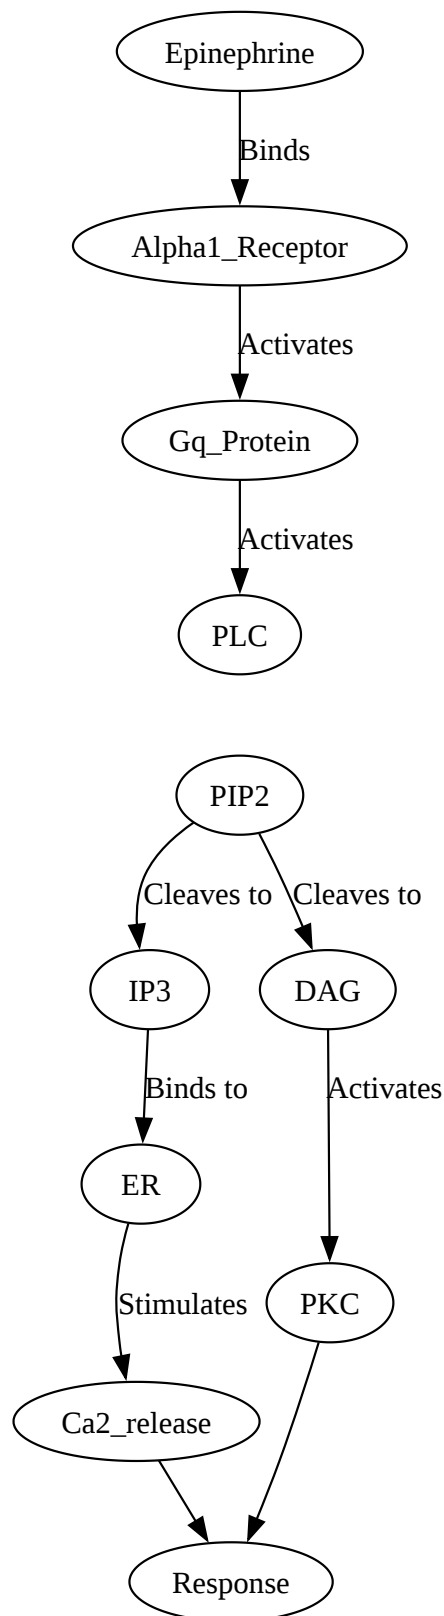 Epinephrine
Binds
Alpha1_Receptor
Activates
Gq_Protein
Activates
PLC
PIP2
Cleaves to
Cleaves to
IP3
DAG
Binds to
Activates
ER
Stimulates
PKC
Ca2_release
Response